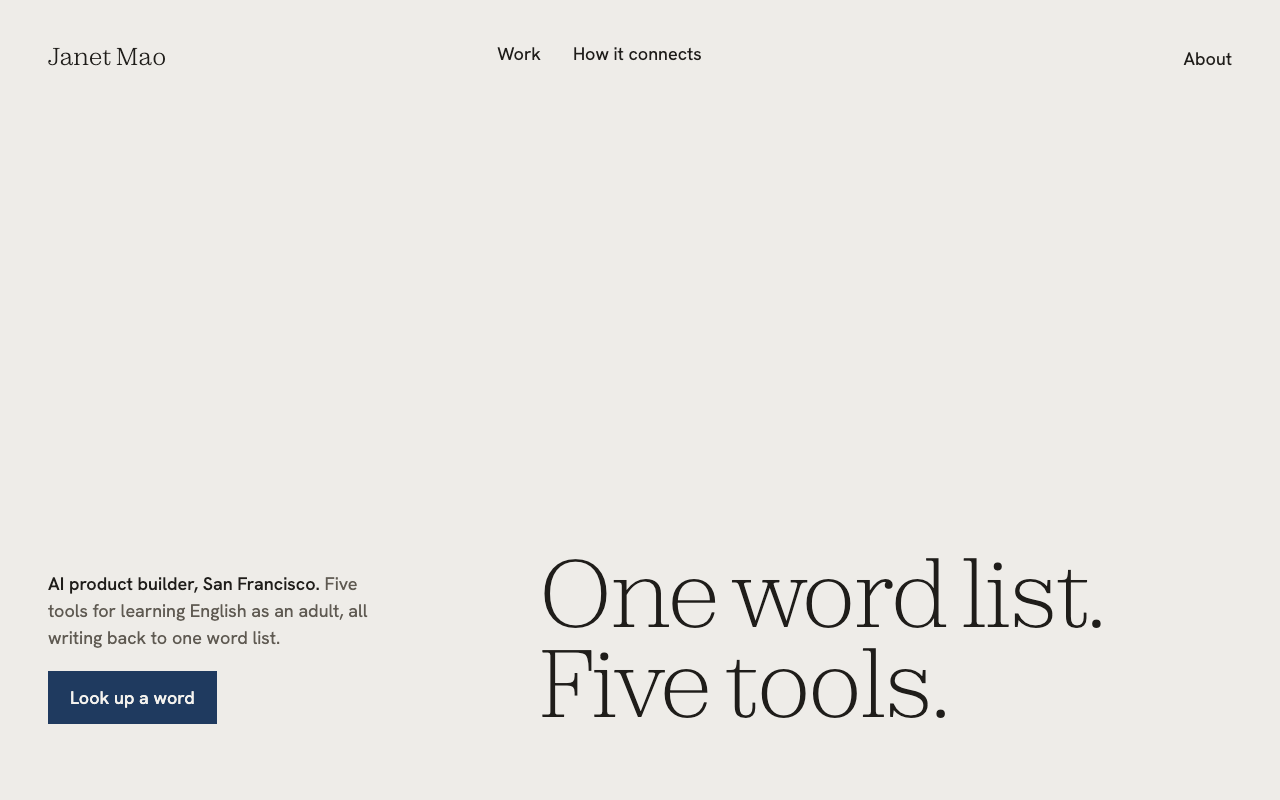 Janet Mao
Work
How it connects
About
AI product builder, San Francisco. Five
tools for learning English as an adult, all
writing back to one word list.
Look up a word
One word list.
Five tools.